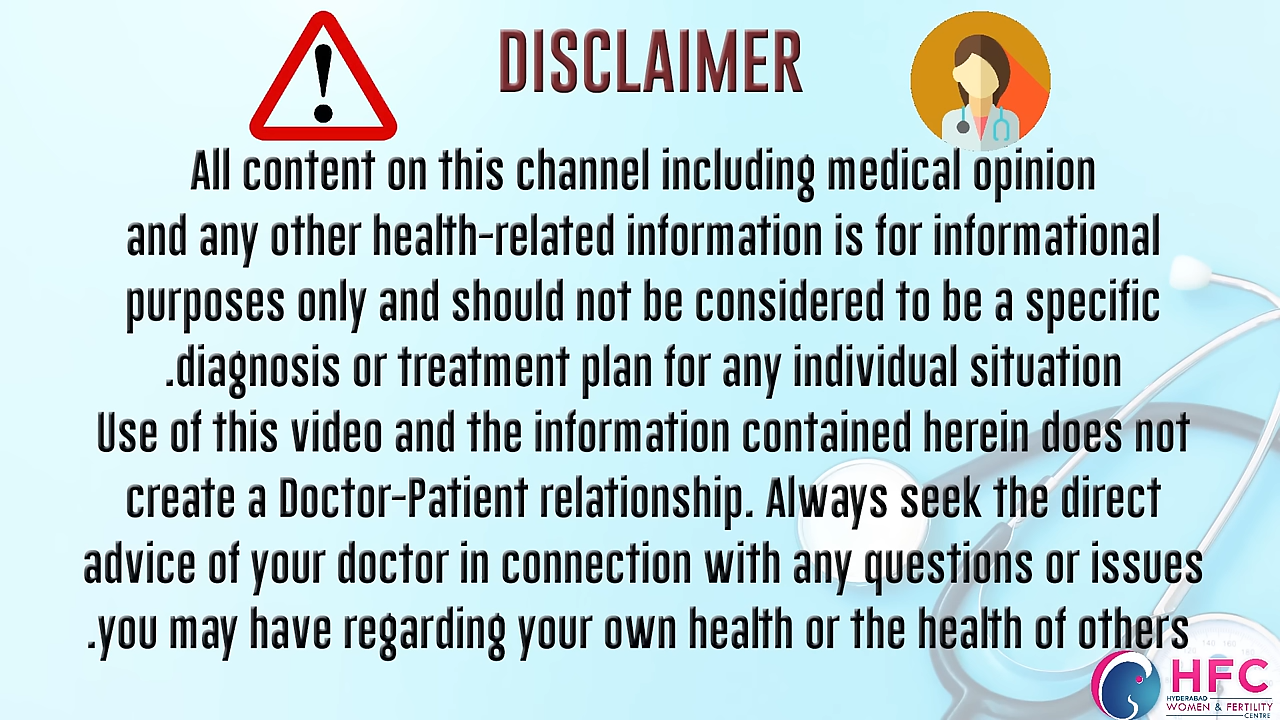 DISCLAIMER
All content on this channel including medical opinion
and any other health-related information is for informational
purposes only and should not be considered to be a specific
.diagnosis or treatment plan for any individual situation
Use of this video and the information contained herein does not
create a Doctor-Patient relationship. Always seek the direct
advice of your doctor in connection with any questions or issues
.you may have regarding your own health or the health of others
140 160
180
HFC
HYDERABAD
WOMEN & FERTILITY
CENTRE